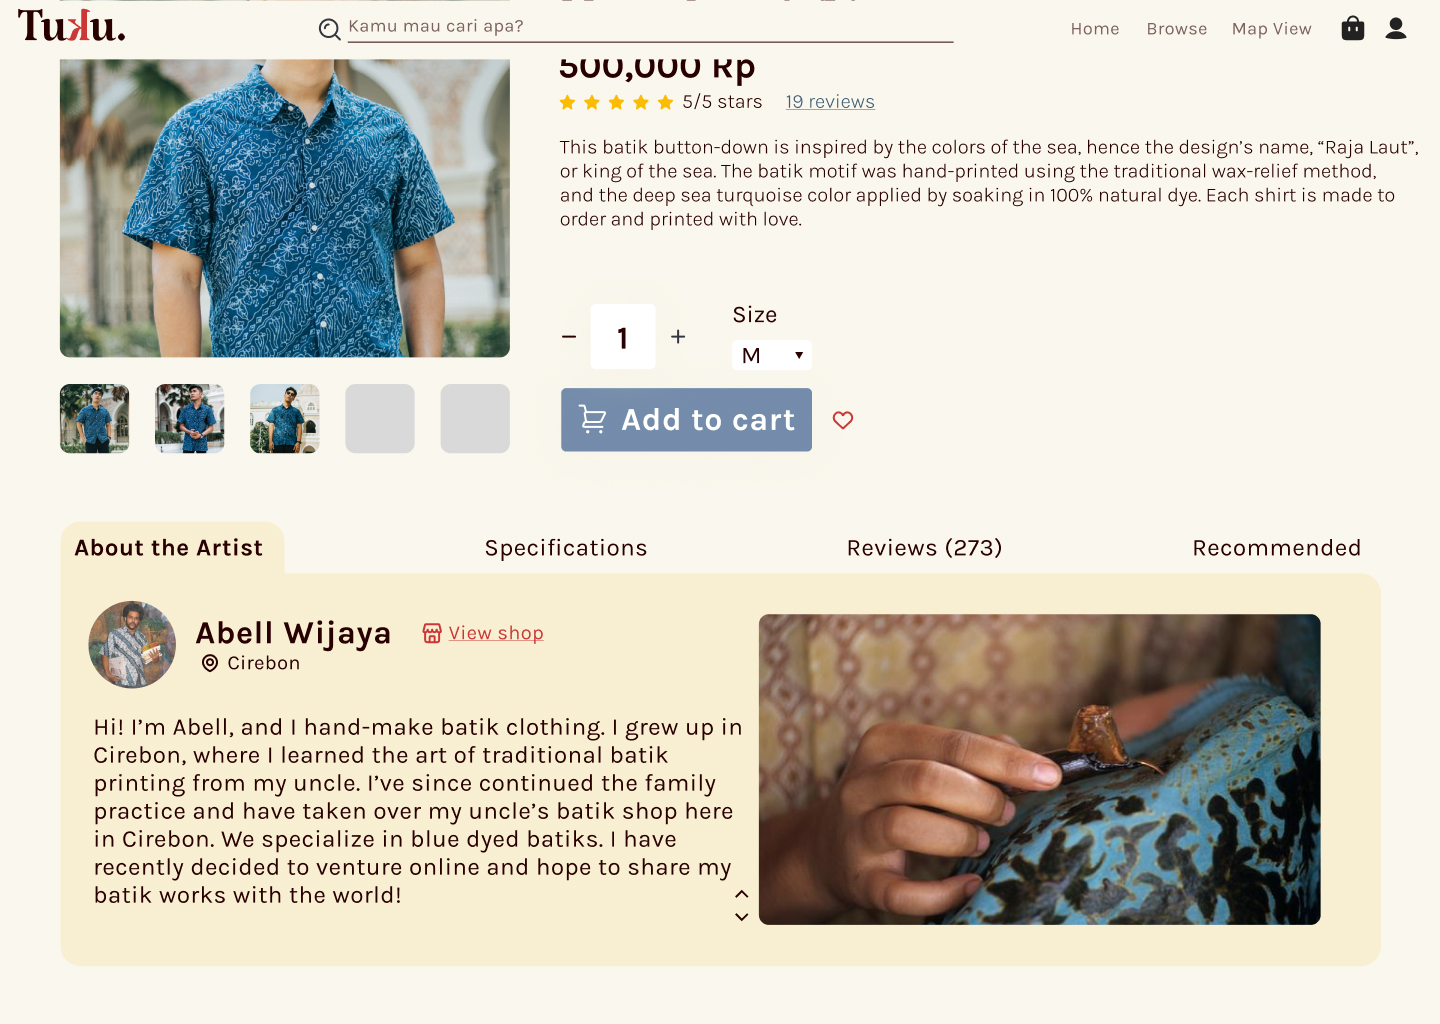 Tuku.
Kamu mau cari apa?
Home
Browse
Map View
500,000 Rp
5/5 stars
19 reviews
This batik button-down is inspired by the colors of the sea, hence the design’s name, “Raja Laut”,
or king of the sea. The batik motif was hand-printed using the traditional wax-relief method,
and the deep sea turquoise color applied by soaking in 100% natural dye. Each shirt is made to
order and printed with love.
Size
−
1
+
M
Add to cart
About the Artist
Specifications
Reviews (273)
Recommended
Abell Wijaya
View shop
Cirebon
Hi! I’m Abell, and I hand-make batik clothing. I grew up in
Cirebon, where I learned the art of traditional batik
printing from my uncle. I’ve since continued the family
practice and have taken over my uncle’s batik shop here
in Cirebon. We specialize in blue dyed batiks. I have
recently decided to venture online and hope to share my
batik works with the world!